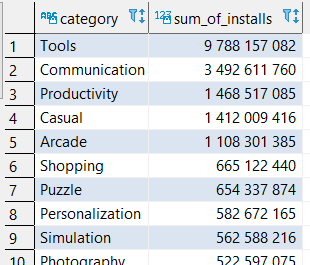 ABC category 123 sum_of_installs
1 Tools 9 788 157 082
2 Communication 3 492 611 760
3 Productivity 1 468 517 085
4 Casual 1 412 009 416
5 Arcade 1 108 301 385
6 Shopping 665 122 440
7 Puzzle 654 337 874
8 Personalization 582 672 165
9 Simulation 562 588 216
10 Photography 522 597 075